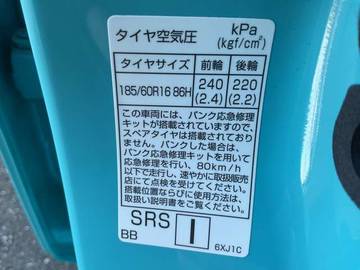 タイヤ空気圧 kPa (kgf/c㎡)
タイヤサイズ 前輪 後輪
185/60R16 86H 240 (2.4) 220 (2.2)
この車両には、パンク応急修理
キットが搭載されていますので、
スペアタイヤは搭載されており
ません。パンクした場合は、
パンク応急修理キットを用いて
応急修理を行い、80km/h
以下で走行し、速やかに取扱販売
店にて点検を受けてください。
搭載位置ならびに使用方法は、
取扱説明書をご覧ください。
SRS I
BB 6XJ1C